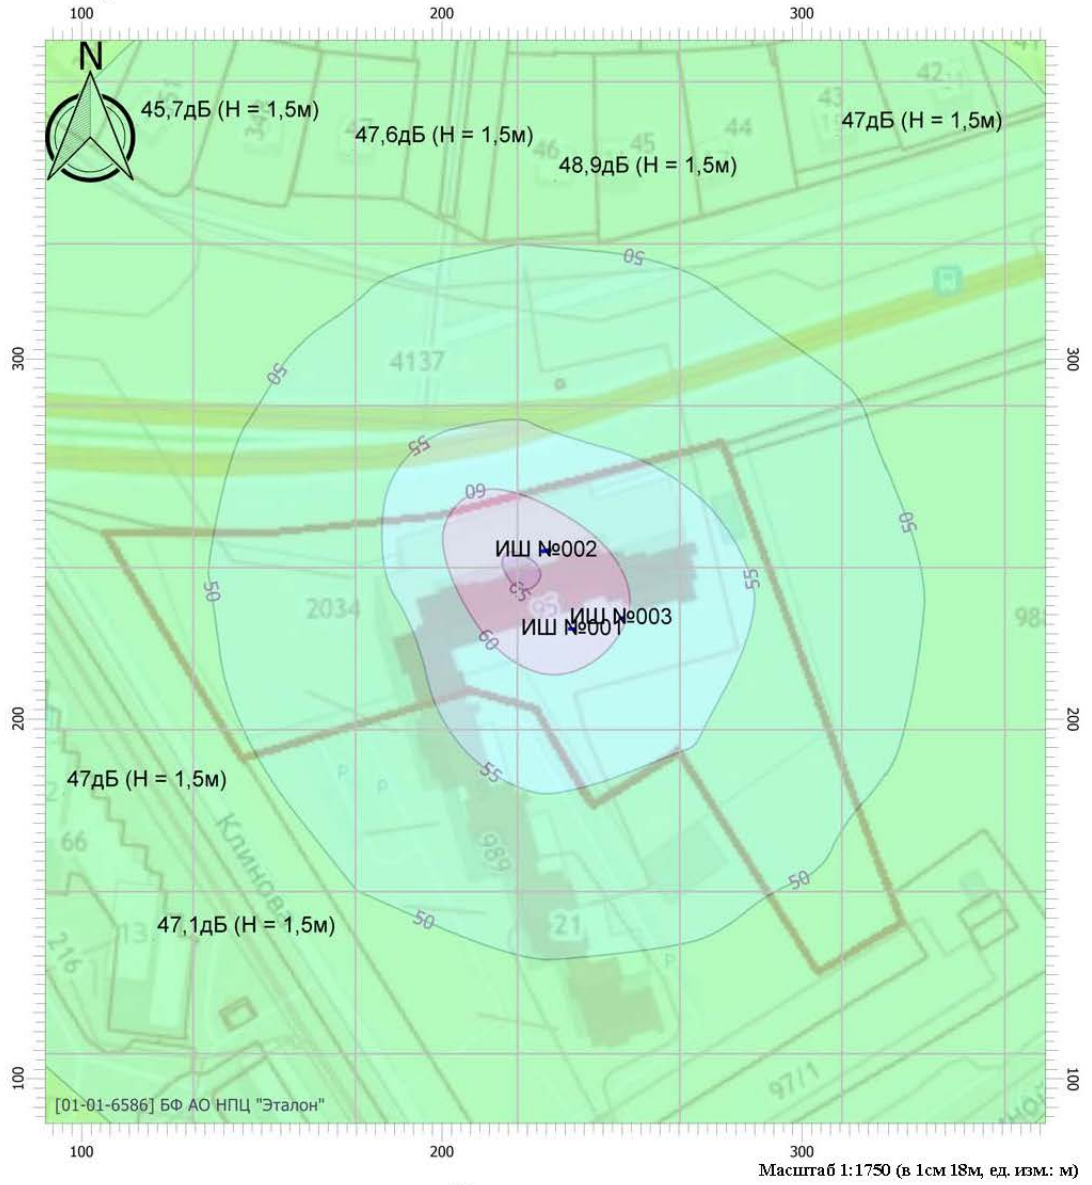 100 200 300
N
42
45,7дБ (Н = 1,5м)
43
47дБ (Н = 1,5м)
44
47,6дБ (Н = 1,5м)
45
46
48,9дБ (Н = 1,5м)
50
300 300
4137
50
55
60
50
ИШ №002
55
65
50
2034
95
ИШ №003
ИШ №001
60
200 200
55
47дБ (Н = 1,5м)
66
989
50
50
21
47,1дБ (Н = 1,5м)
13
216
P
P
P
97/1
100 100
[01-01-6586] БФ АО НПЦ "Эталон"
100 200 300
Масштаб 1:1750 (в 1см 18м, ед. изм.: м)